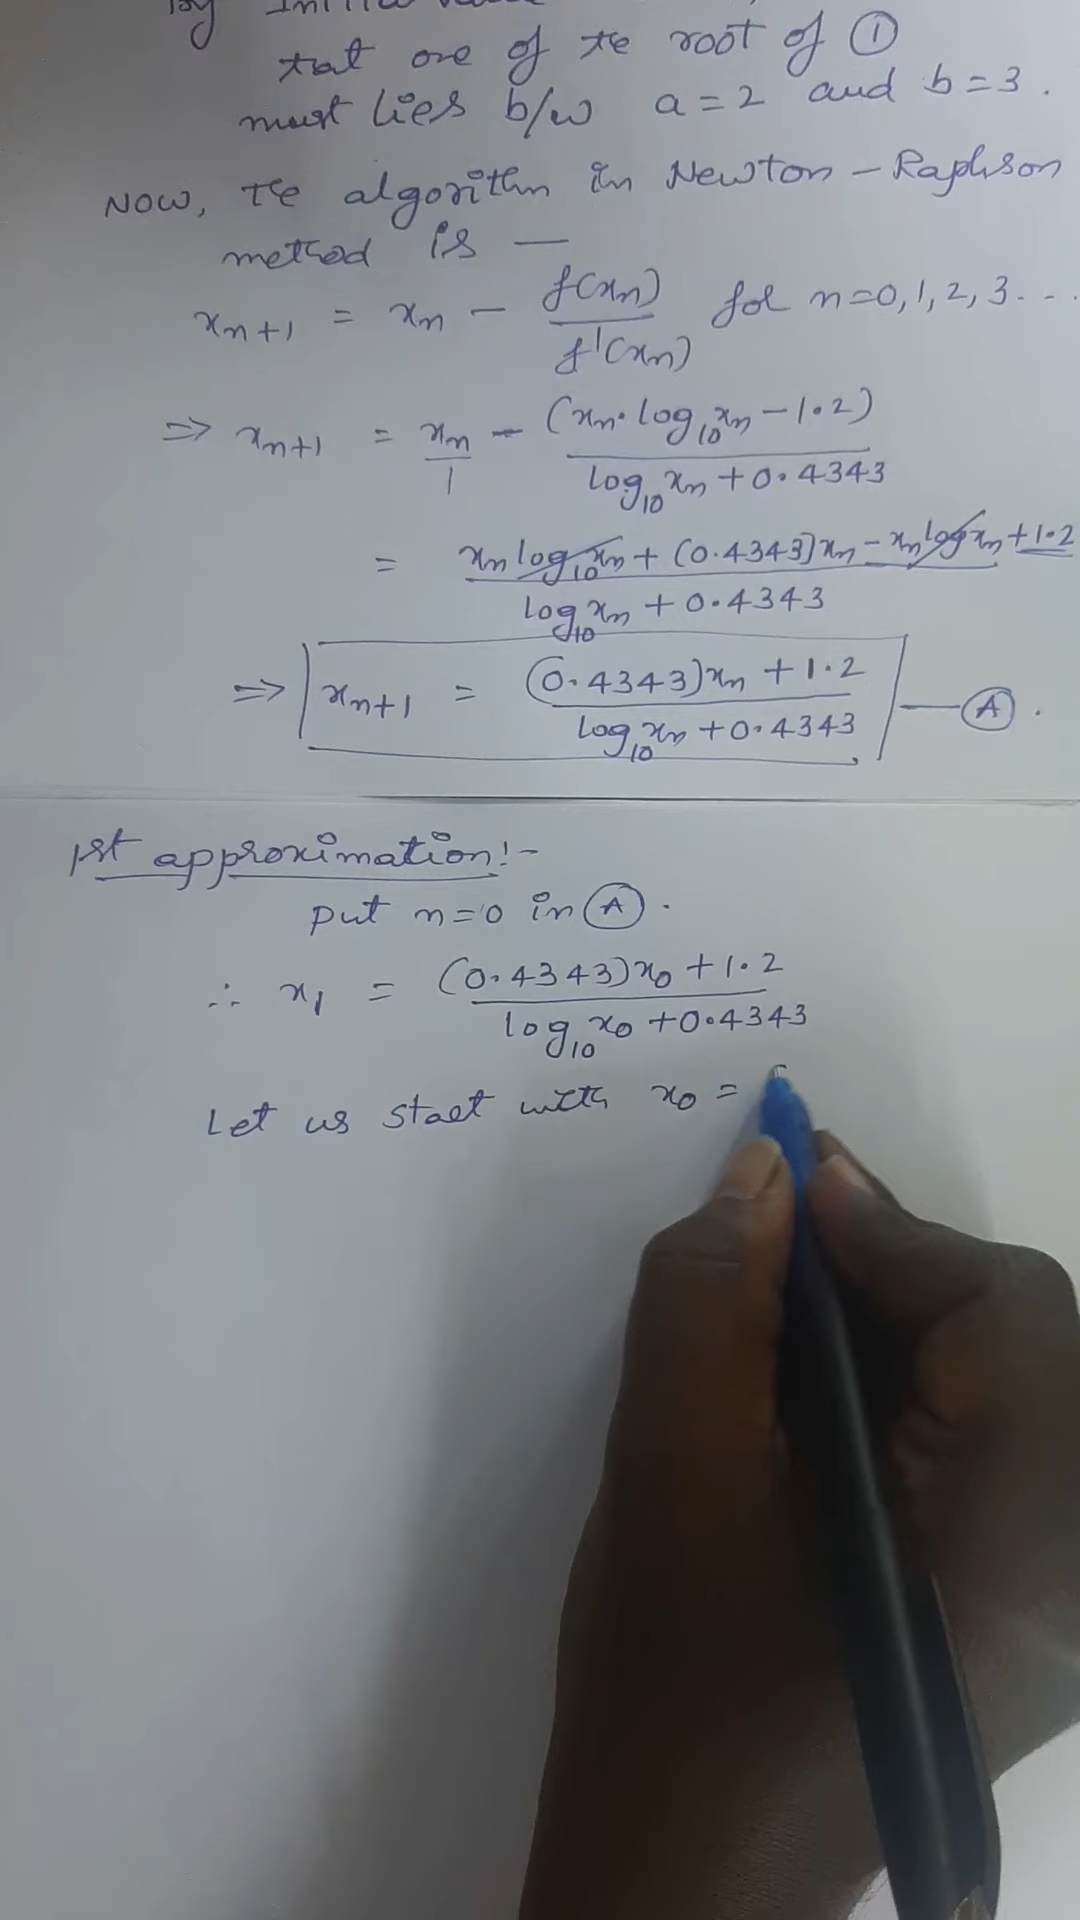 By
that one of the root of ①
must lies b/w a = 2 and b = 3.
NOW, The algorithm in Newton - Raphson
method is —
xn+1 = xn - f(xn)/f'(xn) for n=0, 1, 2, 3...
=> xn+1 = xn/1 - (xn·log10 xn - 1.2)/(log10 xn + 0.4343)
= (xn log10 xn + (0.4343)xn - xn log xn + 1.2)/(log10 xn + 0.4343)
=> xn+1 = ((0.4343)xn + 1.2)/(log10 xn + 0.4343) — Ⓐ.
1st approximation:-
Put n=0 in Ⓐ.
∴ x1 = ((0.4343)x0 + 1.2)/(log10 x0 + 0.4343)
Let us start with x0 =